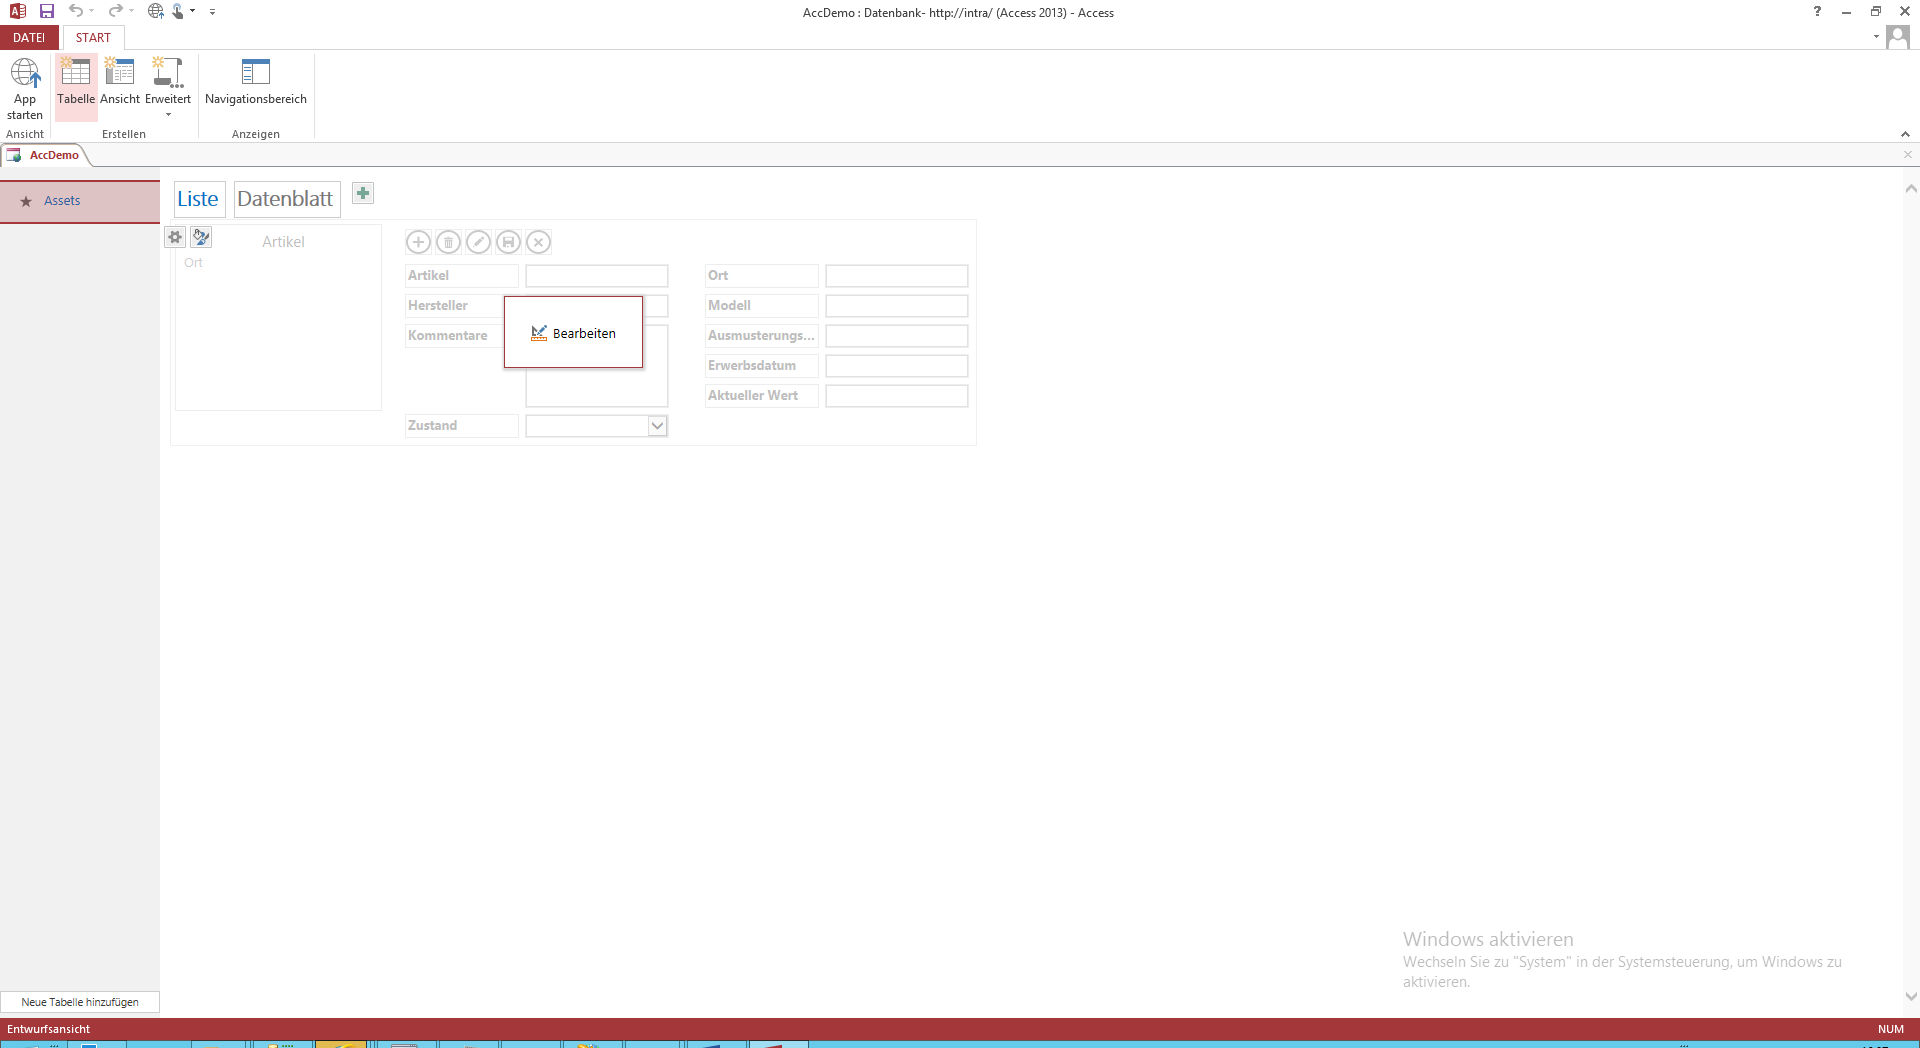 AccDemo : Datenbank- http://intra/ (Access 2013) - Access
?
DATEI
START
App starten
Tabelle
Ansicht
Erweitert
Navigationsbereich
Ansicht
Erstellen
Anzeigen
AccDemo
Assets
Liste
Datenblatt
Artikel
Ort
Artikel
Ort
Hersteller
Modell
Bearbeiten
Kommentare
Ausmusterungs...
Erwerbsdatum
Aktueller Wert
Zustand
Windows aktivieren
Wechseln Sie zu "System" in der Systemsteuerung, um Windows zu
aktivieren.
Neue Tabelle hinzufügen
Entwurfsansicht
NUM